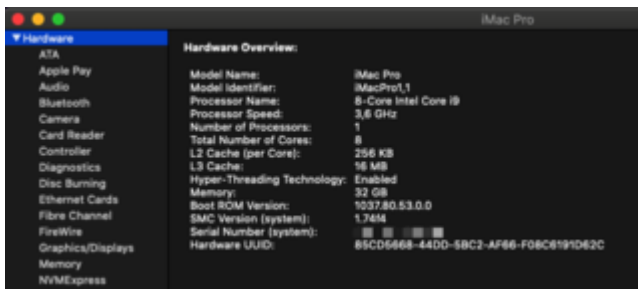 iMac Pro
Hardware
ATA
Apple Pay
Audio
Bluetooth
Camera
Card Reader
Controller
Diagnostics
Disc Burning
Ethernet Cards
Fibre Channel
FireWire
Graphics/Displays
Memory
NVMExpress
Hardware Overview:
Model Name: iMac Pro
Model Identifier: iMacPro1,1
Processor Name: 8-Core Intel Core i9
Processor Speed: 3,6 GHz
Number of Processors: 1
Total Number of Cores: 8
L2 Cache (per Core): 256 KB
L3 Cache: 16 MB
Hyper-Threading Technology: Enabled
Memory: 32 GB
Boot ROM Version: 1037.80.53.0.0
SMC Version (system): 1.74f4
Serial Number (system):
Hardware UUID: 85CD5668-44DD-5BC2-AF66-F08C6191D62C